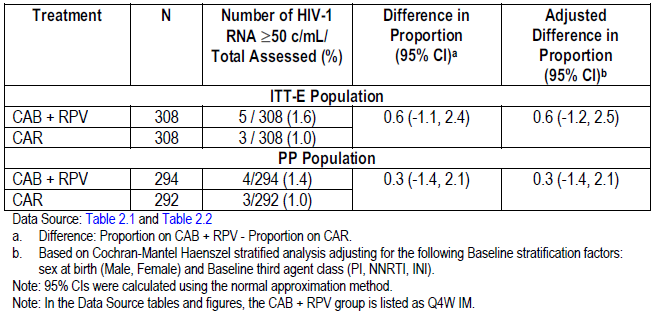 Treatment N Number of HIV-1 Difference in Adjusted
RNA ≥50 c/mL/ Proportion Difference in
Total Assessed (%) (95% CI)a Proportion
(95% CI)b
ITT-E Population
CAB + RPV 308 5 / 308 (1.6) 0.6 (-1.1, 2.4) 0.6 (-1.2, 2.5)
CAR 308 3 / 308 (1.0)
PP Population
CAB + RPV 294 4/294 (1.4) 0.3 (-1.4, 2.1) 0.3 (-1.4, 2.1)
CAR 292 3/292 (1.0)
Data Source: Table 2.1 and Table 2.2
a. Difference: Proportion on CAB + RPV - Proportion on CAR.
b. Based on Cochran-Mantel Haenszel stratified analysis adjusting for the following Baseline stratification factors:
sex at birth (Male, Female) and Baseline third agent class (PI, NNRTI, INI).
Note: 95% CIs were calculated using the normal approximation method.
Note: In the Data Source tables and figures, the CAB + RPV group is listed as Q4W IM.